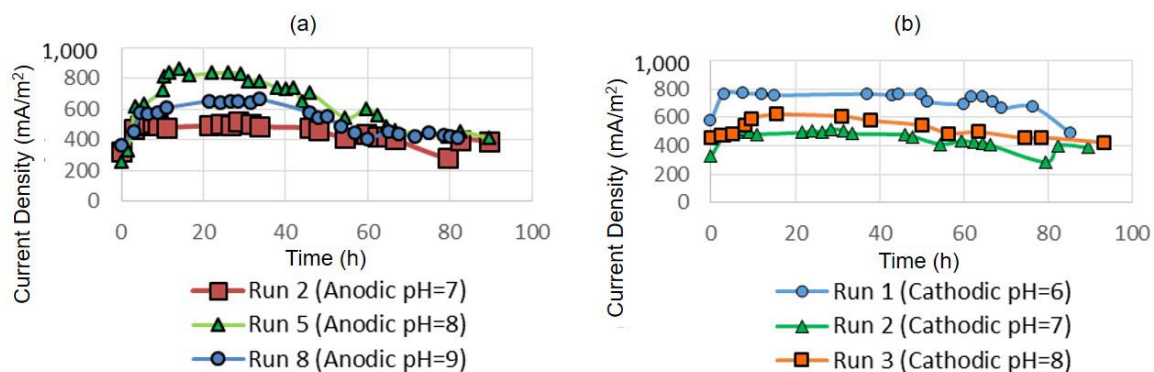 (a)
1,000
800
600
400
200
0
0 20 40 60 80 100
Time (h)
Current Density (mA/m²)
Run 2 (Anodic pH=7)
Run 5 (Anodic pH=8)
Run 8 (Anodic pH=9)
(b)
1,000
800
600
400
200
0
0 20 40 60 80 100
Time (h)
Current Density (mA/m²)
Run 1 (Cathodic pH=6)
Run 2 (Cathodic pH=7)
Run 3 (Cathodic pH=8)